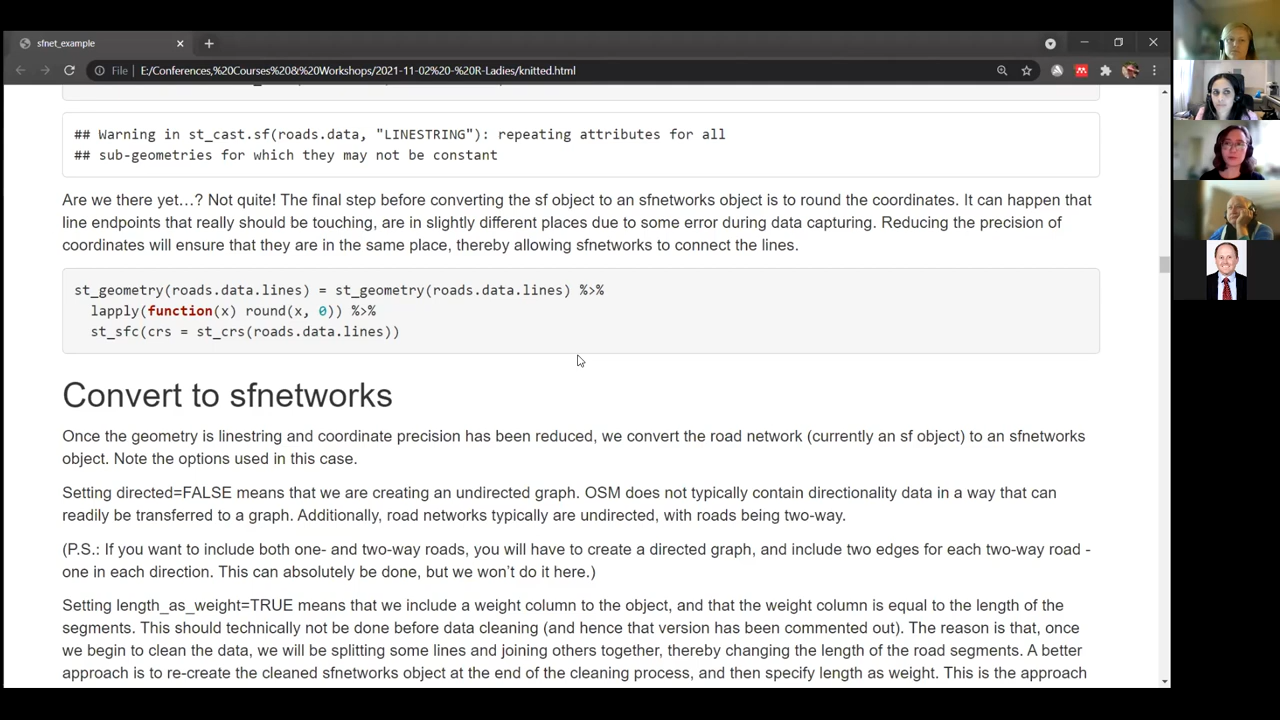 sfnet_example
File
E:/Conferences,%20Courses%20&%20Workshops/2021-11-02%20-%20R-Ladies/knitted.html
## Warning in st_cast.sf(roads.data, "LINESTRING"): repeating attributes for all
## sub-geometries for which they may not be constant
Are we there yet…? Not quite! The final step before converting the sf object to an sfnetworks object is to round the coordinates. It can happen that
line endpoints that really should be touching, are in slightly different places due to some error during data capturing. Reducing the precision of
coordinates will ensure that they are in the same place, thereby allowing sfnetworks to connect the lines.
st_geometry(roads.data.lines) = st_geometry(roads.data.lines) %>%
lapply(function(x) round(x, 0)) %>%
st_sfc(crs = st_crs(roads.data.lines))
Convert to sfnetworks
Once the geometry is linestring and coordinate precision has been reduced, we convert the road network (currently an sf object) to an sfnetworks
object. Note the options used in this case.
Setting directed=FALSE means that we are creating an undirected graph. OSM does not typically contain directionality data in a way that can
readily be transferred to a graph. Additionally, road networks typically are undirected, with roads being two-way.
(P.S.: If you want to include both one- and two-way roads, you will have to create a directed graph, and include two edges for each two-way road -
one in each direction. This can absolutely be done, but we won't do it here.)
Setting length_as_weight=TRUE means that we include a weight column to the object, and that the weight column is equal to the length of the
segments. This should technically not be done before data cleaning (and hence that version has been commented out). The reason is that, once
we begin to clean the data, we will be splitting some lines and joining others together, thereby changing the length of the road segments. A better
approach is to re-create the cleaned sfnetworks object at the end of the cleaning process, and then specify length as weight. This is the approach